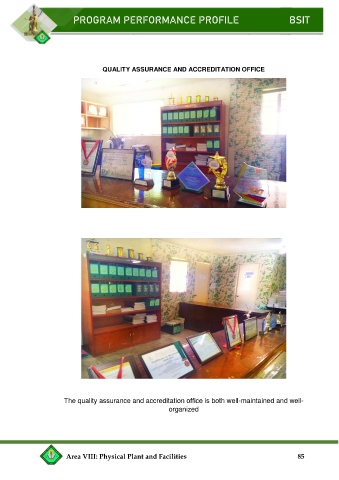 PROGRAM PERFORMANCE PROFILE BSIT
QUALITY ASSURANCE AND ACCREDITATION OFFICE
The quality assurance and accreditation office is both well-maintained and well-
organized
Area VIII: Physical Plant and Facilities 85